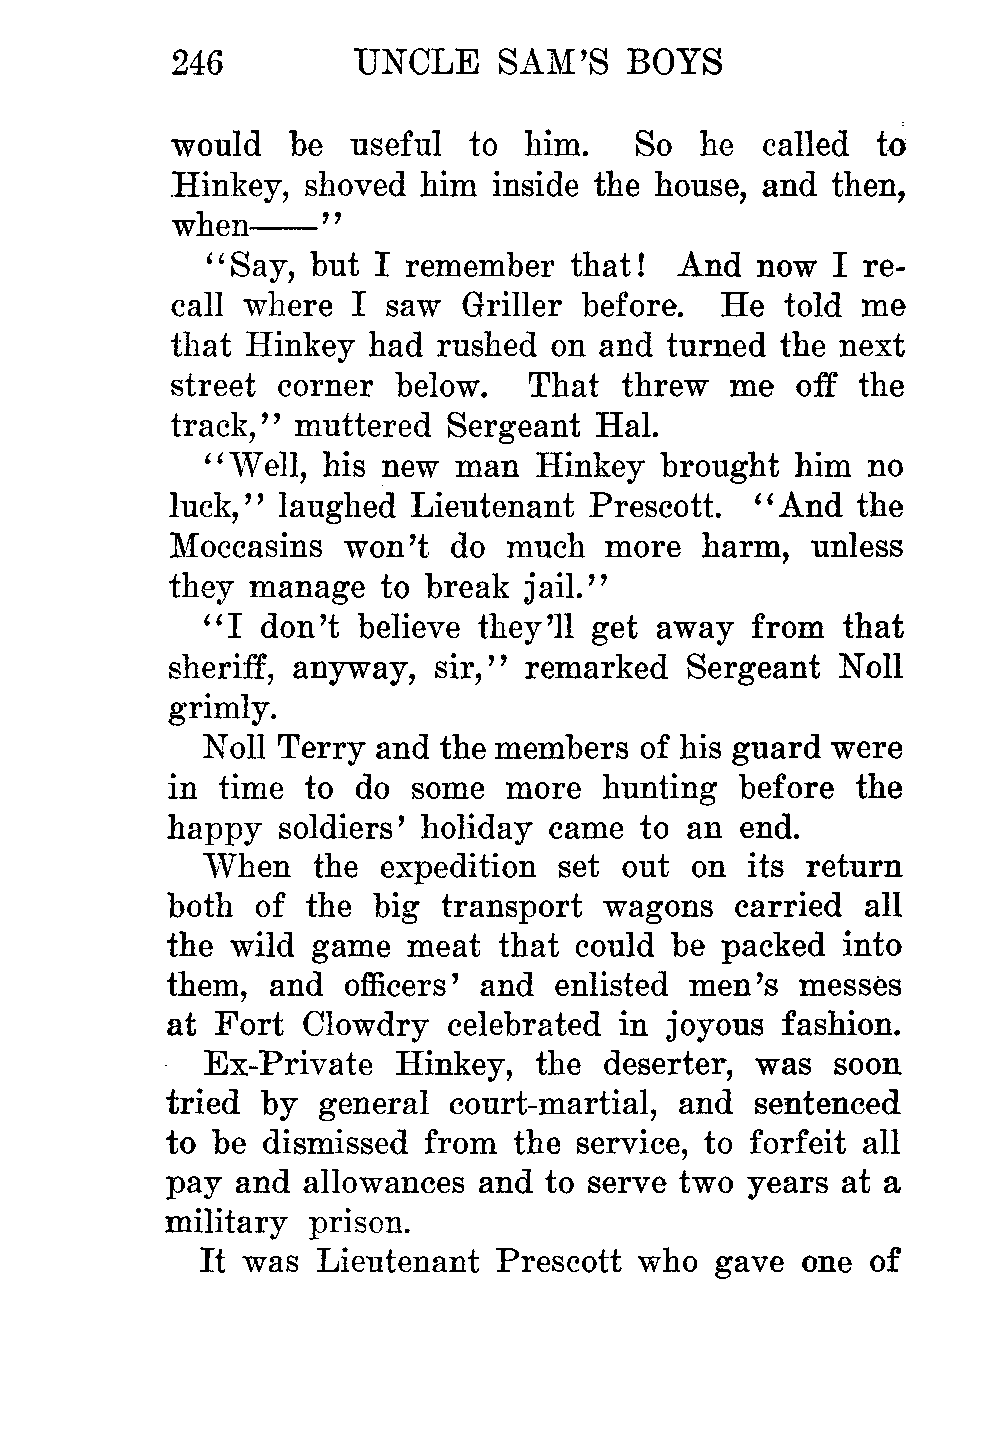 246 UNCLE SAM'S BOYS
would be useful to him. So he called to
Hinkey, shoved him inside the house, and then,
when——"
"Say, but I remember that! And now I re-
call where I saw Griller before. He told me
that Hinkey had rushed on and turned the next
street corner below. That threw me off the
track," muttered Sergeant Hal.
"Well, his new man Hinkey brought him no
luck," laughed Lieutenant Prescott. "And the
Moccasins won't do much more harm, unless
they manage to break jail."
"I don't believe they'll get away from that
sheriff, anyway, sir," remarked Sergeant Noll
grimly.
Noll Terry and the members of his guard were
in time to do some more hunting before the
happy soldiers' holiday came to an end.
When the expedition set out on its return
both of the big transport wagons carried all
the wild game meat that could be packed into
them, and officers' and enlisted men's messes
at Fort Clowdry celebrated in joyous fashion.
Ex-Private Hinkey, the deserter, was soon
tried by general court-martial, and sentenced
to be dismissed from the service, to forfeit all
pay and allowances and to serve two years at a
military prison.
It was Lieutenant Prescott who gave one of